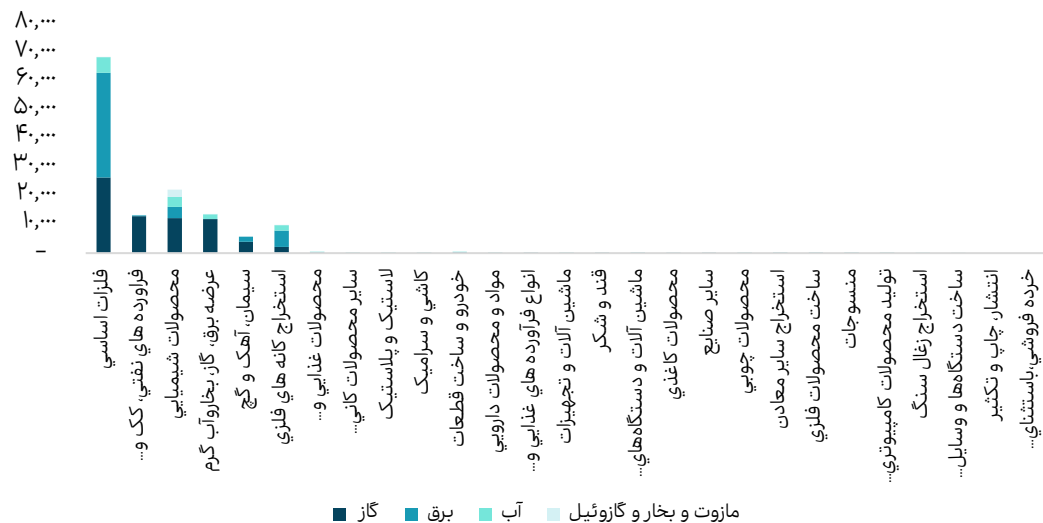 ۸۰,۰۰۰
۷۰,۰۰۰
۶۰,۰۰۰
۵۰,۰۰۰
۴۰,۰۰۰
۳۰,۰۰۰
۲۰,۰۰۰
۱۰,۰۰۰
–
فلزات اساسي
فراورده هاي نفتي، کک و...
محصولات شيميايي
عرضه برق، گاز، بخاروآب گرم
سيمان، آهک و گچ
استخراج کانه هاي فلزي
محصولات غذايي و...
ساير محصولات کاني...
لاستيک و پلاستيک
کاشي و سراميک
خودرو و ساخت قطعات
مواد و محصولات دارويي
انواع فرآورده هاي غذايي و...
ماشين آلات و تجهيزات
قند و شکر
ماشين آلات و دستگاه‌هاي...
محصولات کاغذي
ساير صنايع
محصولات چوبي
استخراج ساير معادن
ساخت محصولات فلزي
منسوجات
توليد محصولات کامپيوتري...
استخراج زغال سنگ
ساخت دستگاه‌ها و وسايل...
انتشار، چاپ و تکثير
خرده فروشي،باستثناي...
گاز
برق
آب
مازوت و بخار و گازوئیل